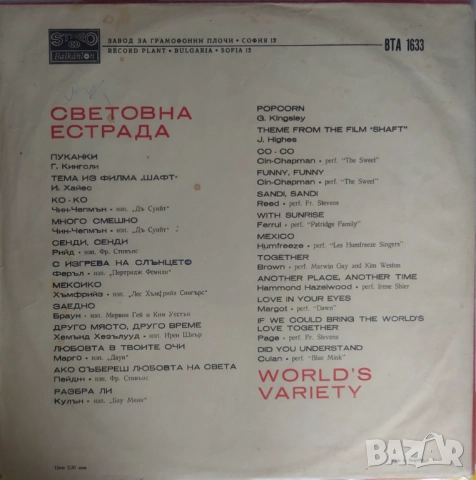 Balkanton
ЗАВОД ЗА ГРАМОФОННИ ПЛОЧИ • СОФИЯ 12
RECORD PLANT • BULGARIA • SOFIA 12
ВТА 1633
СВЕТОВНА
ЕСТРАДА
ПУКАНКИ
Г. Кингсли
ТЕМА ИЗ ФИЛМА „ШАФТ"
И. Хайес
КО - КО
Чин-Чепмън • изп. "Дъ Суийт"
МНОГО СМЕШНО
Чин-Чепмън • изп. "Дъ Суийт"
СЕНДИ, СЕНДИ
Рийд • изп. Фр. Стивънс
С ИЗГРЕВА НА СЛЪНЦЕТО
Феръл • изп. "Партридж Фемили"
МЕКСИКО
Хъмфрийз • изп. "Лес Хъмфрийз Сингърс"
ЗАЕДНО
Браун • изп. Мервин Гей и Ким Уестън
ДРУГО МЯСТО, ДРУГО ВРЕМЕ
Хемънд Хезълууд • изп. Ирен Шиър
ЛЮБОВТА В ТВОИТЕ ОЧИ
Марго • изп. "Даун"
АКО СЪБЕРЕШ ЛЮБОВТА НА СВЕТА
Пейдж • изп. Фр. Стивънс
РАЗБРА ЛИ
Кулън • изп. "Блу Минк"
POPCORN
G. Kingsley
THEME FROM THE FILM "SHAFT"
J. Highes
CO - CO
Cin-Chapman • perf. "The Sweet"
FUNNY, FUNNY
Cin-Chapman • perf. "The Sweet"
SANDI, SANDI
Reed • perf. Fr. Stevens
WITH SUNRISE
Ferrul • perf. "Patridge Family"
MEXICO
Humfreeze • perf. "Les Humfreeze Singers"
TOGETHER
Brown • perf. Marwin Guy and Kim Weston
ANOTHER PLACE, ANOTHER TIME
Hammond Hazelwood • perf. Irene Shier
LOVE IN YOUR EYES
Margot • perf. "Dawn"
IF WE COULD BRING THE WORLD'S
LOVE TOGETHER
Page • perf. Fr. Stevens
DID YOU UNDERSTAND
Culan • perf. "Blue Mink"
WORLD'S
VARIETY
BAZAR